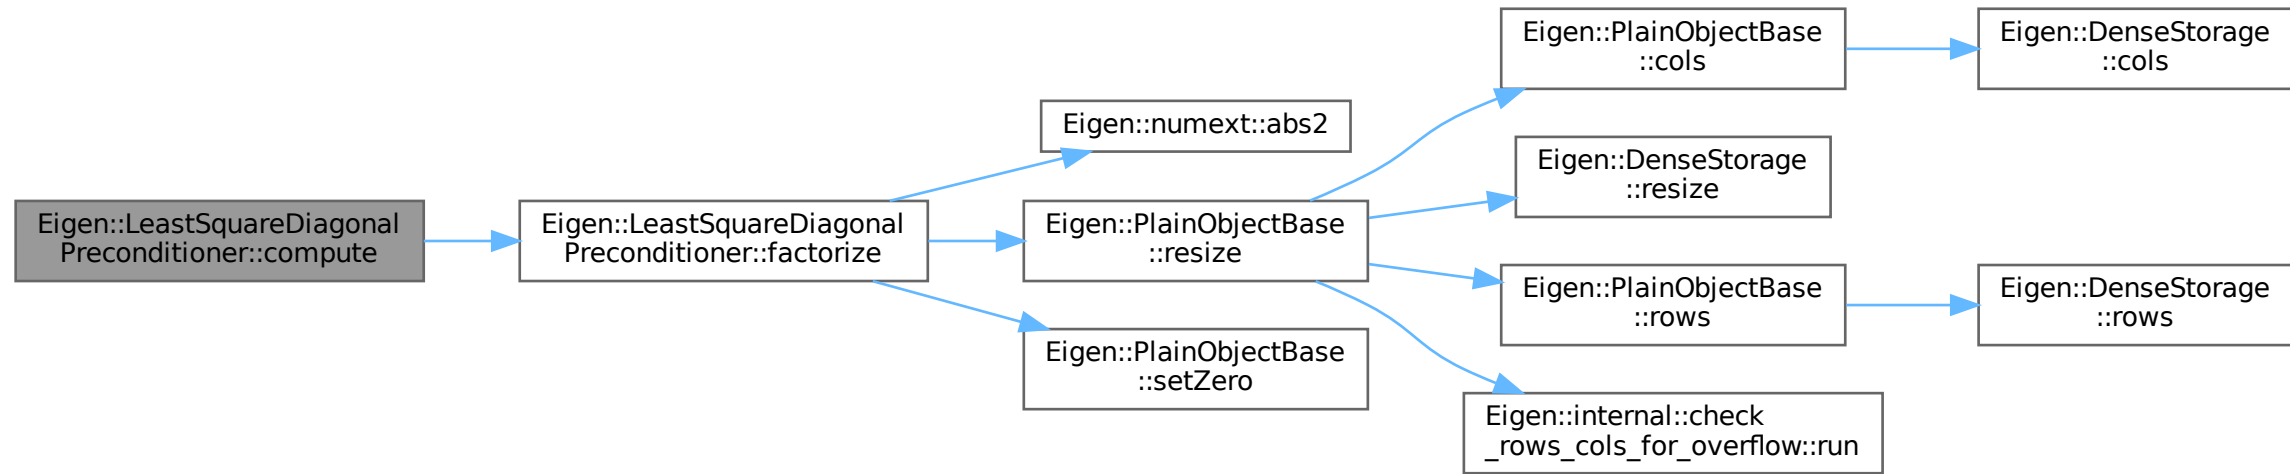 Eigen::LeastSquareDiagonal
Preconditioner::compute
Eigen::LeastSquareDiagonal
Preconditioner::factorize
Eigen::numext::abs2
Eigen::PlainObjectBase
::resize
Eigen::PlainObjectBase
::setZero
Eigen::PlainObjectBase
::cols
Eigen::DenseStorage
::resize
Eigen::PlainObjectBase
::rows
Eigen::internal::check
_rows_cols_for_overflow::run
Eigen::DenseStorage
::cols
Eigen::DenseStorage
::rows